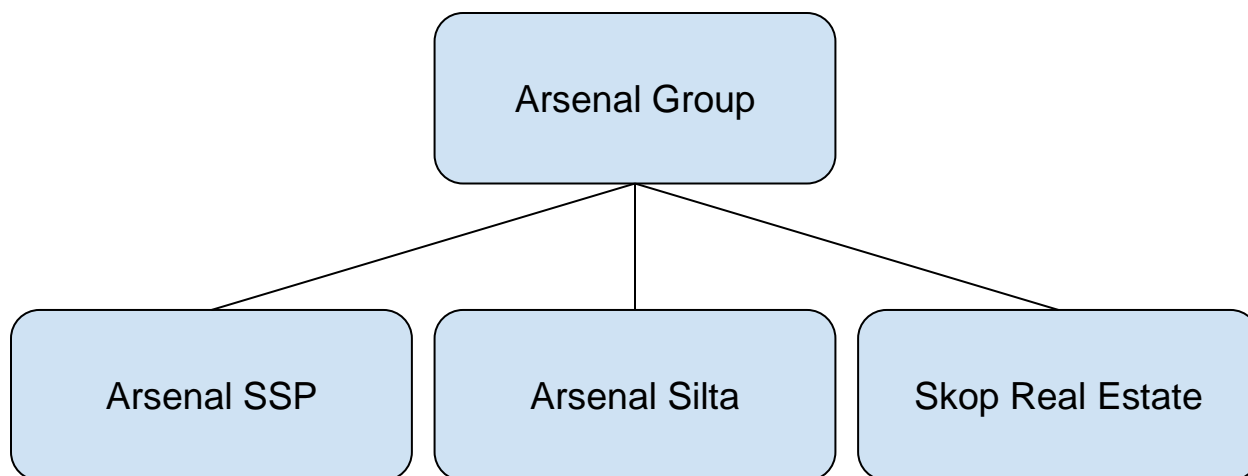 Arsenal Group
Arsenal SSP
Arsenal Silta
Skop Real Estate